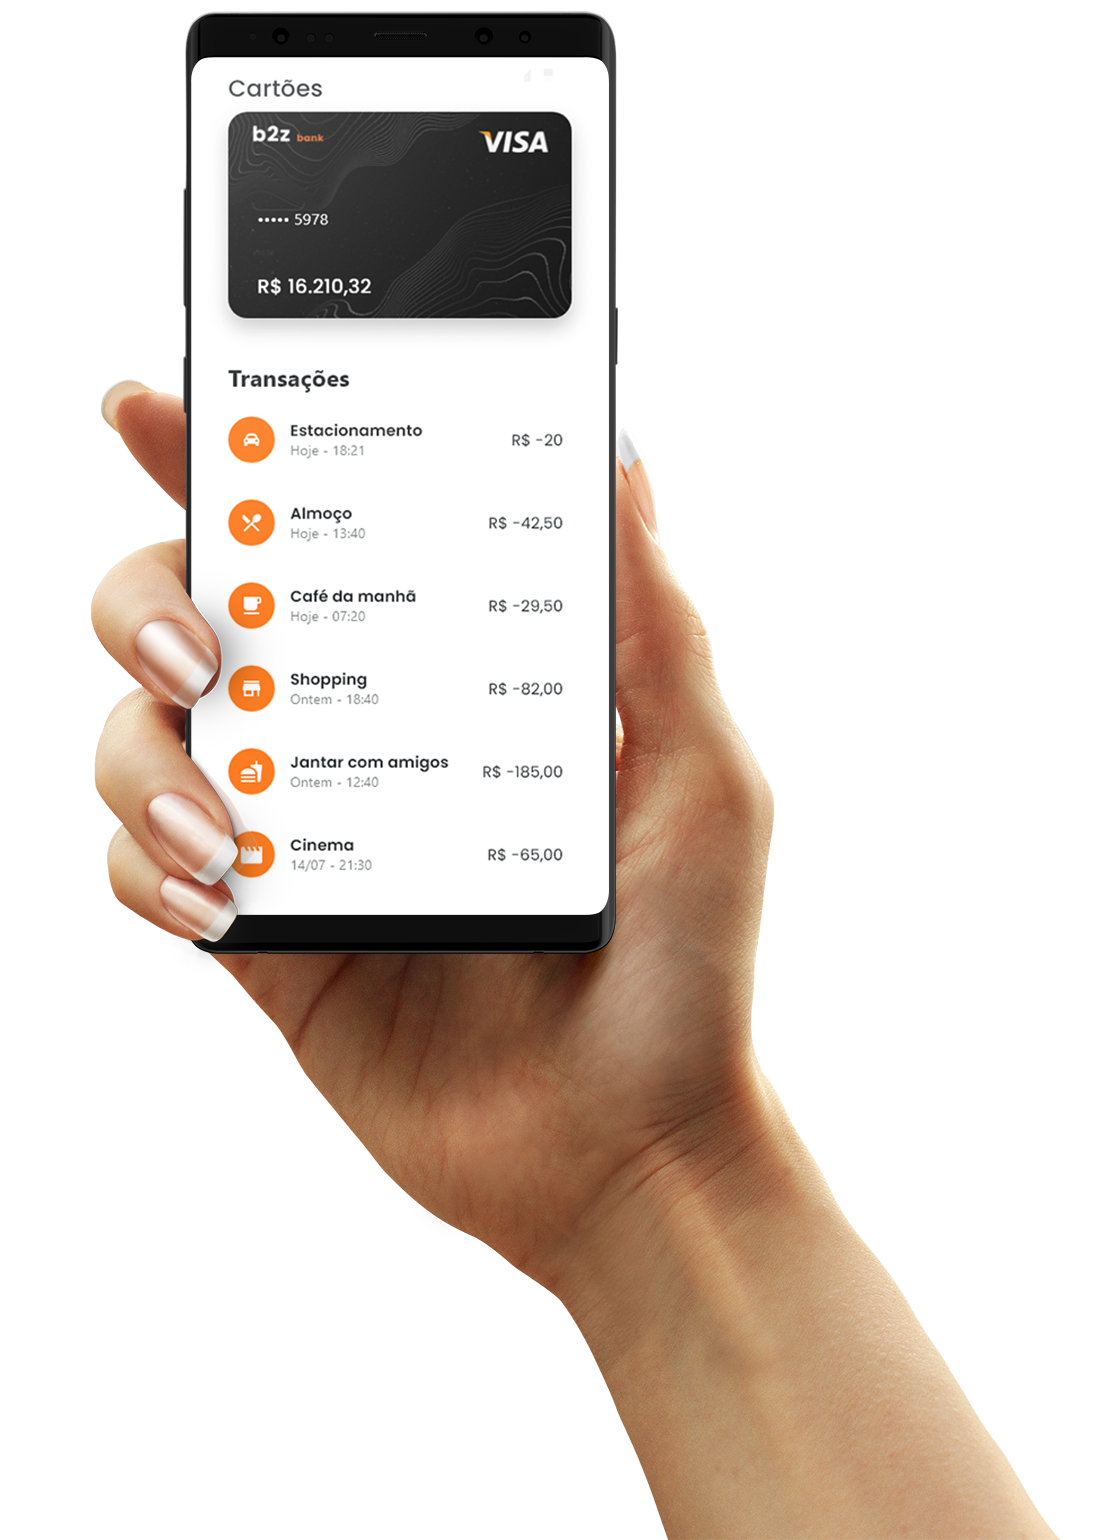 Cartões
b2z bank
VISA
••••• 5978
R$ 16.210,32
Transações
Estacionamento
R$ -20
Hoje - 18:21
Almoço
R$ -42,50
Hoje - 13:40
Café da manhã
R$ -29,50
Hoje - 07:20
Shopping
R$ -82,00
Ontem - 18:40
Jantar com amigos
R$ -185,00
Ontem - 12:40
Cinema
R$ -65,00
14/07 - 21:30